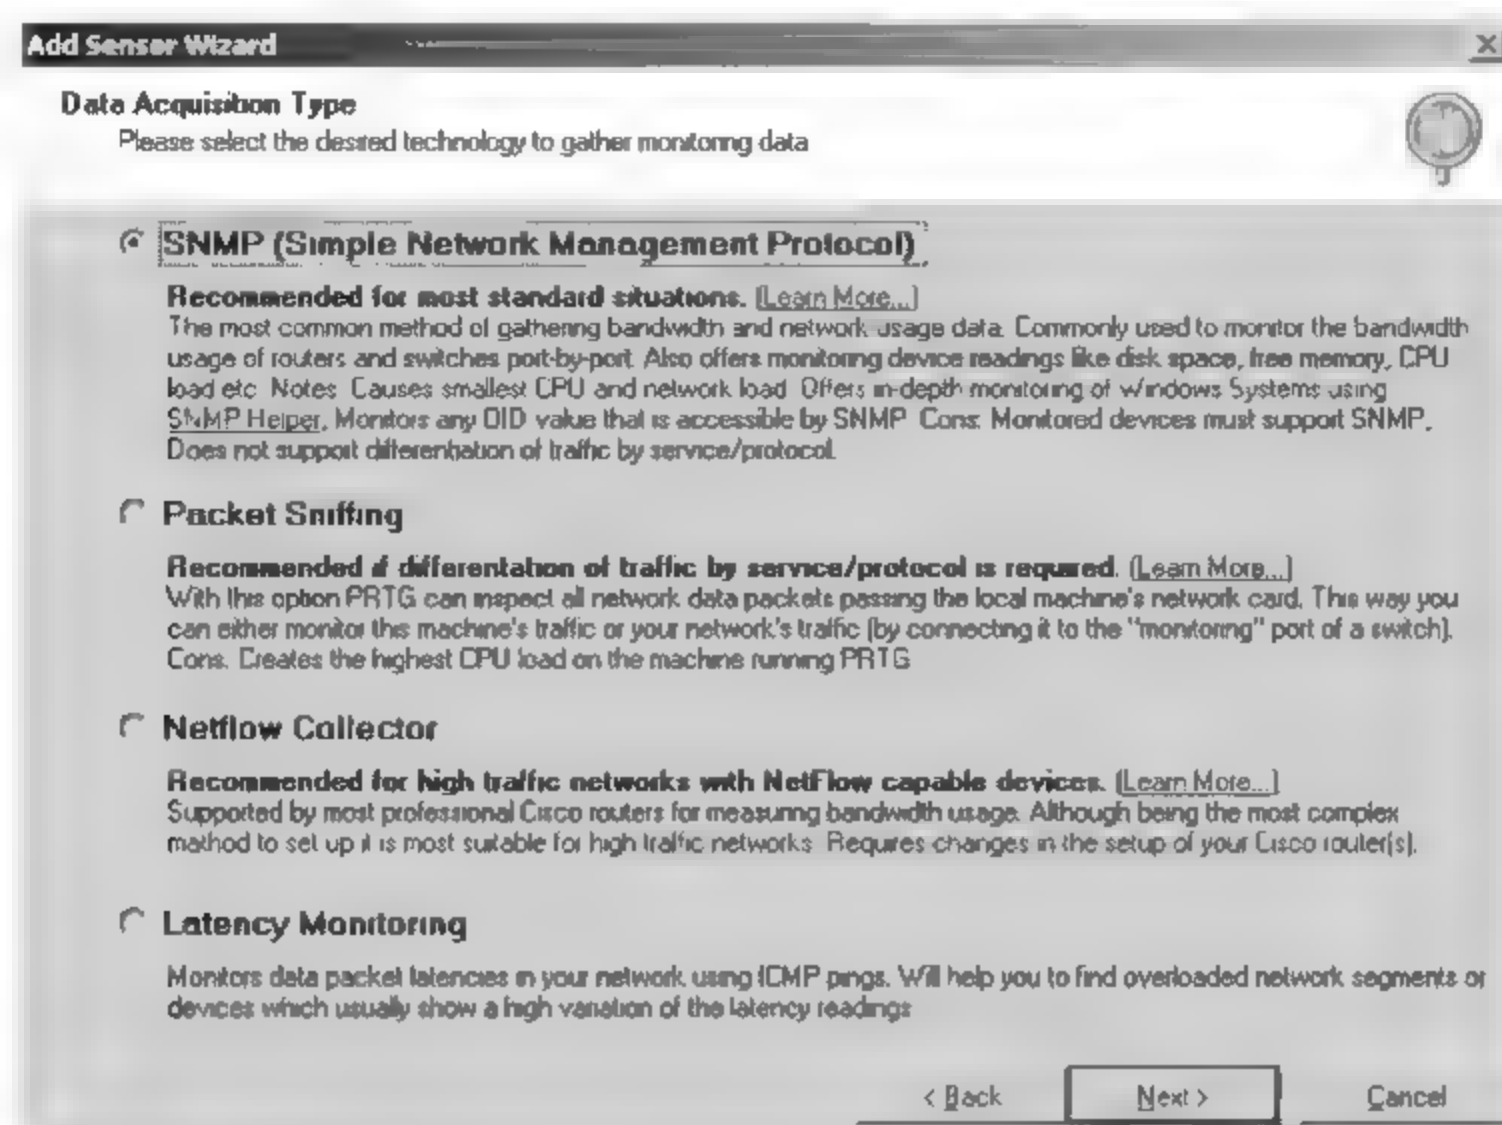 Add Sensor Wizard
Data Acquisition Type
Please select the desired technology to gather monitoring data
SNMP (Simple Network Management Protocol)
Recommended for most standard situations. (Learn More...)
The most common method of gathering bandwidth and network usage data. Commonly used to monitor the bandwidth
usage of routers and switches port-by-port. Also offers monitoring device readings like disk space, free memory, CPU
load etc. Notes: Causes smallest CPU and network load. Offers in-depth monitoring of Windows Systems using
SNMP Helper, Monitors any OID value that is accessible by SNMP. Cons: Monitored devices must support SNMP,
Does not support differentiation of traffic by service/protocol.
Packet Sniffing
Recommended if differentation of traffic by service/protocol is required. (Learn More...)
With this option PRTG can inspect all network data packets passing the local machine's network card. This way you
can either monitor this machine's traffic or your network's traffic (by connecting it to the "monitoring" port of a switch).
Cons: Creates the highest CPU load on the machine running PRTG
Netflow Collector
Recommended for high traffic networks with NetFlow capable devices. (Learn More...)
Supported by most professional Cisco routers for measuring bandwidth usage. Although being the most complex
method to set up it is most suitable for high traffic networks. Requires changes in the setup of your Cisco router(s).
Latency Monitoring
Monitors data packet latencies in your network using ICMP pings. Will help you to find overloaded network segments or
devices which usually show a high variation of the latency readings
< Back
Next >
Cancel